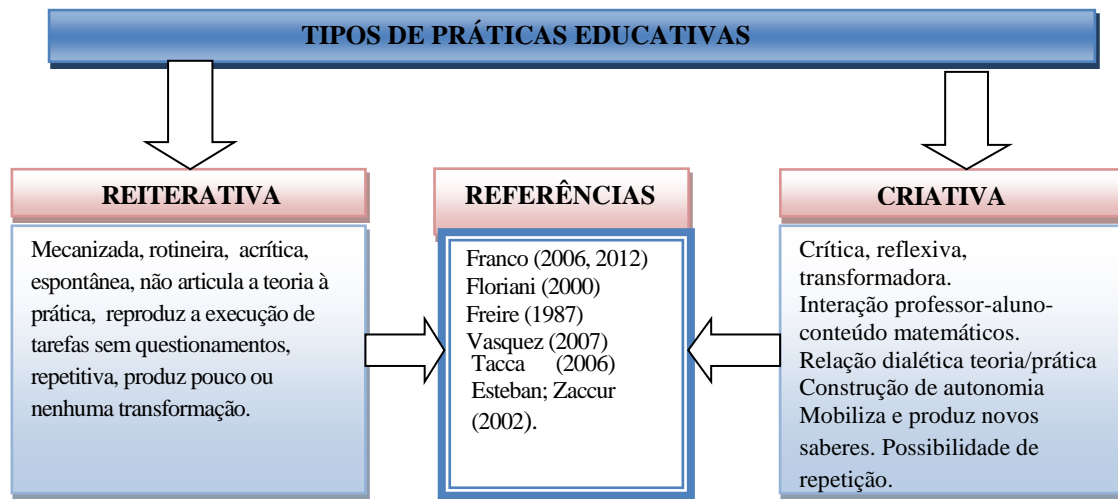 TIPOS DE PRÁTICAS EDUCATIVAS
REITERATIVA
Mecanizada, rotineira, acrítica,
espontânea, não articula a teoria à
prática, reproduz a execução de
tarefas sem questionamentos,
repetitiva, produz pouco ou
nenhuma transformação.
REFERÊNCIAS
Franco (2006, 2012)
Floriani (2000)
Freire (1987)
Vasquez (2007)
Tacca (2006)
Esteban; Zaccur
(2002).
CRIATIVA
Crítica, reflexiva,
transformadora.
Interação professor-aluno-
conteúdo matemáticos.
Relação dialética teoria/prática
Construção de autonomia
Mobiliza e produz novos
saberes. Possibilidade de
repetição.